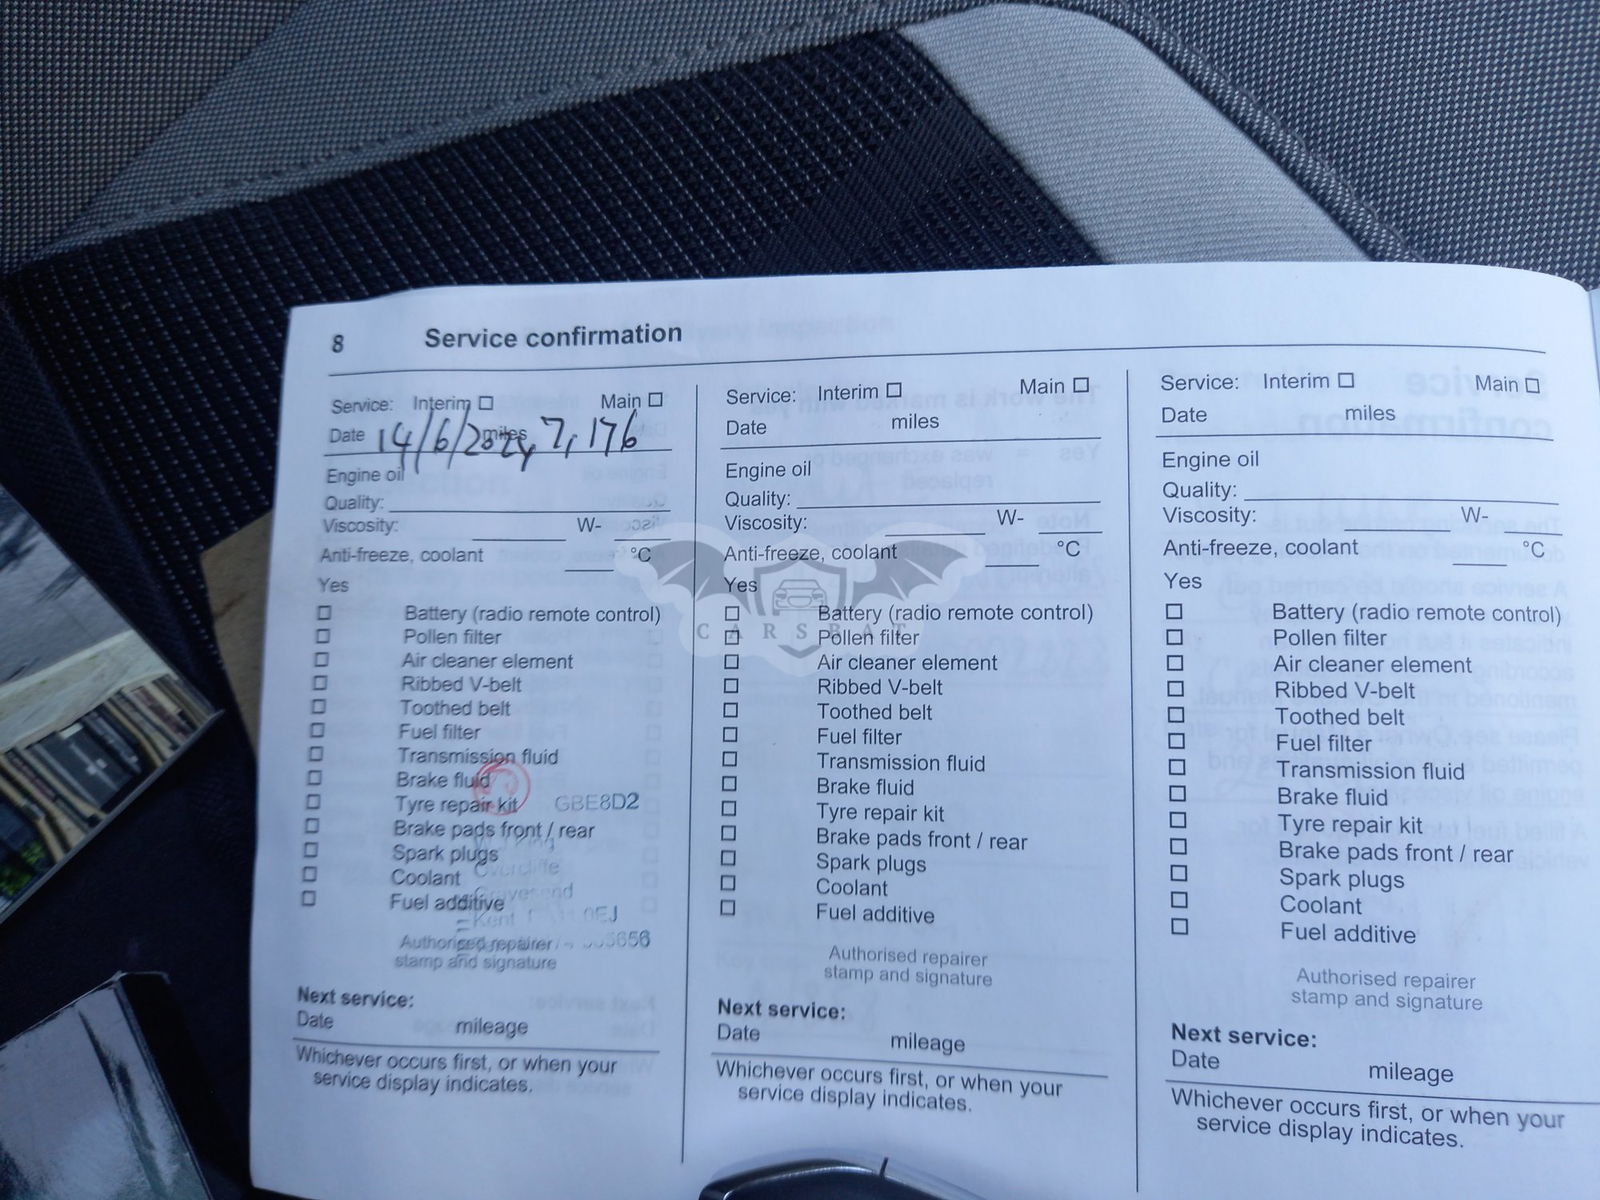 8 Service confirmation
Service: Interim ☐ Main ☐
Date 14/6/2024 miles 7,176
Engine oil
Quality:
Viscosity: W-
Anti-freeze, coolant °C
Yes
☐ Battery (radio remote control)
☐ Pollen filter
☐ Air cleaner element
☐ Ribbed V-belt
☐ Toothed belt
☐ Fuel filter
☐ Transmission fluid
☐ Brake fluid
☐ Tyre repair kit GBE8D2
☐ Brake pads front / rear
☐ Spark plugs
Overcliffe
☐ Coolant
Gravesend
☐ Fuel additive
Kent 0EJ
Authorised repairer
stamp and signature
Next service:
Date mileage
Whichever occurs first, or when your
service display indicates.
Service: Interim ☐ Main ☐
Date miles
Engine oil
Quality:
Viscosity: W-
Anti-freeze, coolant °C
Yes
☐ Battery (radio remote control)
☐ Pollen filter
☐ Air cleaner element
☐ Ribbed V-belt
☐ Toothed belt
☐ Fuel filter
☐ Transmission fluid
☐ Brake fluid
☐ Tyre repair kit
☐ Brake pads front / rear
☐ Spark plugs
☐ Coolant
☐ Fuel additive
Authorised repairer
stamp and signature
Next service:
Date mileage
Whichever occurs first, or when your
service display indicates.
Service: Interim ☐ Main ☐
Date miles
Engine oil
Quality:
Viscosity: W-
Anti-freeze, coolant °C
Yes
☐ Battery (radio remote control)
☐ Pollen filter
☐ Air cleaner element
☐ Ribbed V-belt
☐ Toothed belt
☐ Fuel filter
☐ Transmission fluid
☐ Brake fluid
☐ Tyre repair kit
☐ Brake pads front / rear
☐ Spark plugs
☐ Coolant
☐ Fuel additive
Authorised repairer
stamp and signature
Next service:
Date mileage
Whichever occurs first, or when your
service display indicates.
CARSBAT